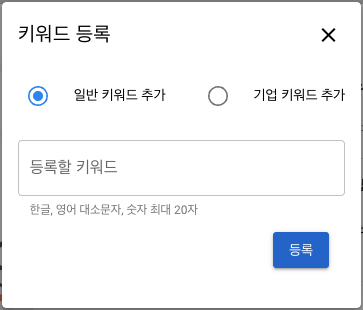 키워드 등록
일반 키워드 추가 기업 키워드 추가
등록할 키워드
한글, 영어 대소문자, 숫자 최대 20자
등록